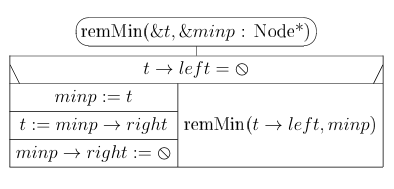 remMin(&t, &minp : Node*)
t → left = ⦸
minp := t
t := minp → right
remMin(t → left, minp)
minp → right := ⦸